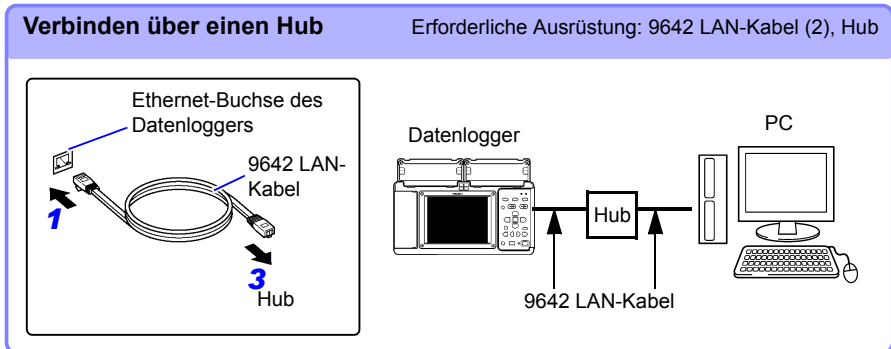 Verbinden über einen Hub
Erforderliche Ausrüstung: 9642 LAN-Kabel (2), Hub
Ethernet-Buchse des
Datenloggers
9642 LAN-
Kabel
1
3
Hub
Datenlogger
Hub
PC
9642 LAN-Kabel